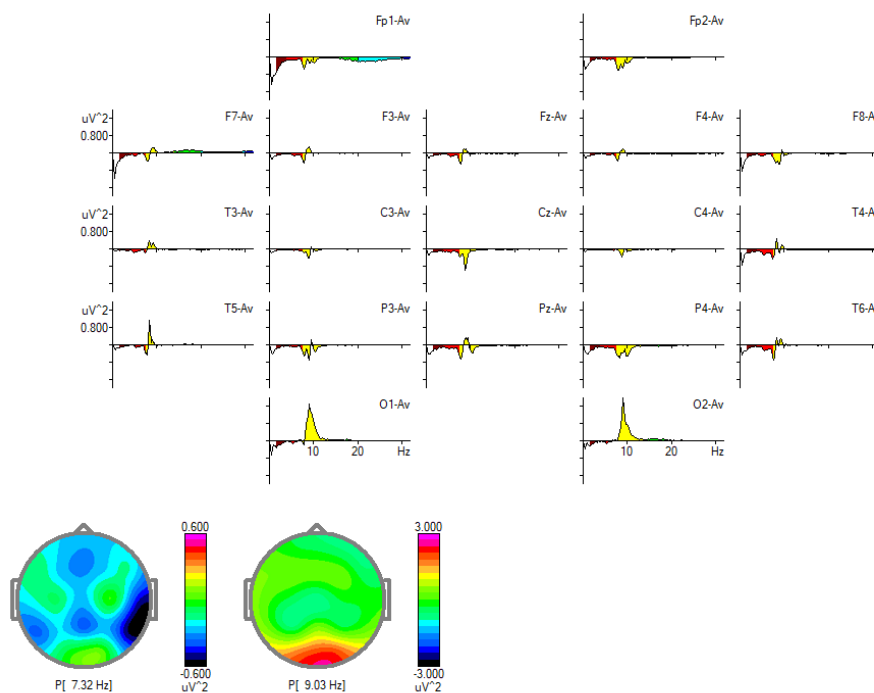 Fp1-Av Fp2-Av
uV^2 F7-Av F3-Av Fz-Av F4-Av F8-A
0.800
uV^2 T3-Av C3-Av Cz-Av C4-Av T4-A
0.800
uV^2 T5-Av P3-Av Pz-Av P4-Av T6-A
0.800
O1-Av O2-Av
10 20 Hz 10 20 Hz
0.600 3.000
-0.600 -3.000
P[ 7.32 Hz] uV^2 P[ 9.03 Hz] uV^2